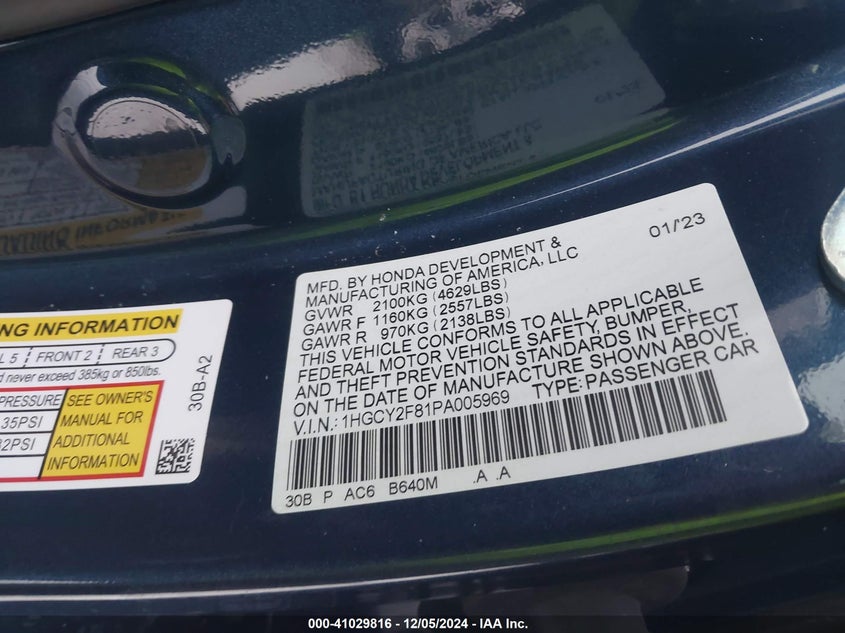 MFD. BY HONDA DEVELOPMENT &
MANUFACTURING OF AMERICA, LLC
01/'23
GVWR 2100KG (4629LBS)
GAWR F 1160KG (2557LBS)
GAWR R 970KG (2138LBS)
THIS VEHICLE CONFORMS TO ALL APPLICABLE
FEDERAL MOTOR VEHICLE SAFETY, BUMPER,
AND THEFT PREVENTION STANDARDS IN EFFECT
ON THE DATE OF MANUFACTURE SHOWN ABOVE.
V.I.N.: 1HGCY2F81PA005969 TYPE: PASSENGER CAR
30B P AC6 B640M .A .A
NG INFORMATION
L 5 FRONT 2 REAR 3
d never exceed 385kg or 850lbs.
PRESSURE SEE OWNER'S
35PSI MANUAL FOR
32PSI ADDITIONAL
INFORMATION
30B-A2
000-41029816 - 12/05/2024 - IAA Inc.